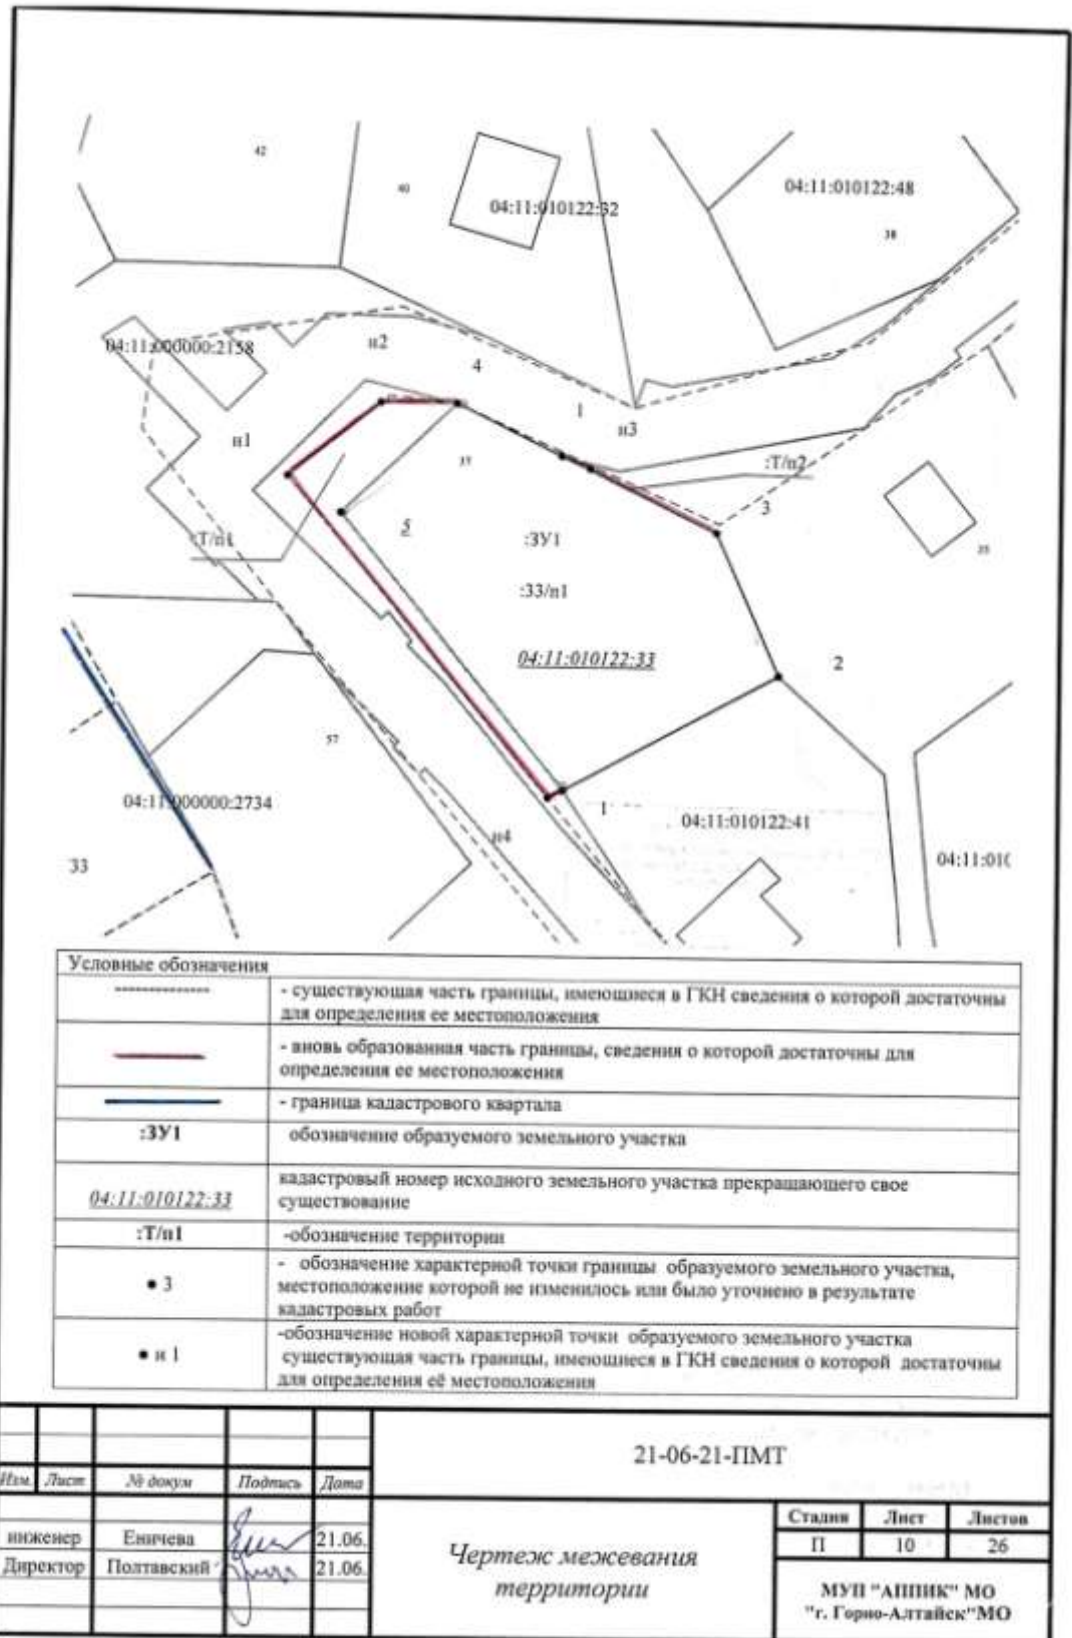 42
40
04:11:010122:32
04:11:010122:48
38
04:11:000000:2158
н2
4
1
н3
н1
37
:Т/п2
3
:Т/п1
5
:ЗУ1
35
:33/п1
04:11:010122:33
2
57
04:11:000000:2734
1
04:11:010122:41
н4
33
04:11:01(
Условные обозначения
- существующая часть границы, имеющиеся в ГКН сведения о которой достаточны
для определения ее местоположения
- вновь образованная часть границы, сведения о которой достаточны для
определения ее местоположения
- граница кадастрового квартала
:ЗУ1 обозначение образуемого земельного участка
04:11:010122:33 кадастровый номер исходного земельного участка прекращающего свое
существование
:Т/п1 -обозначение территории
- обозначение характерной точки границы образуемого земельного участка,
• 3 местоположение которой не изменилось или было уточнено в результате
кадастровых работ
-обозначение новой характерной точки образуемого земельного участка
• н 1 существующая часть границы, имеющиеся в ГКН сведения о которой достаточны
для определения её местоположения
21-06-21-ПМТ
Изм. Лист № докум Подпись Дата
инженер Еничева 21.06.
Директор Полтавский 21.06.
Чертеж межевания
территории
Стадия Лист Листов
П 10 26
МУП "АППИК" МО
"г. Горно-Алтайск"МО